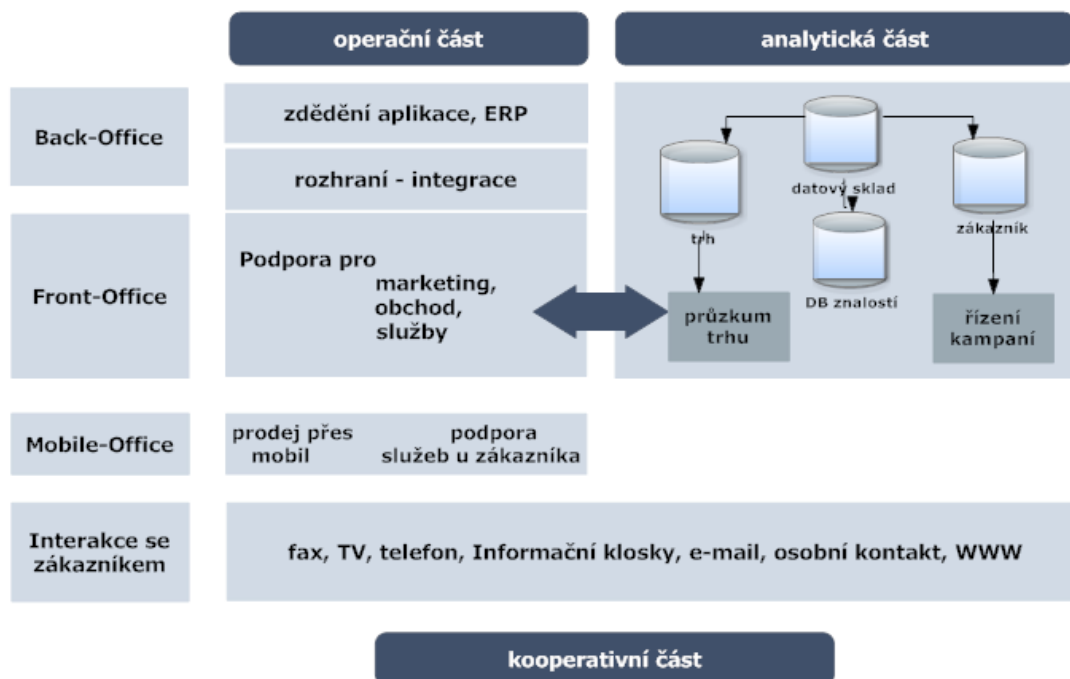 operační část
analytická část
Back-Office
zdědění aplikace, ERP
rozhraní - integrace
datový sklad
trh
zákazník
DB znalostí
Front-Office
Podpora pro
marketing,
obchod,
služby
průzkum
trhu
řízení
kampaní
Mobile-Office
prodej přes
mobil
podpora
služeb u zákazníka
Interakce se
zákazníkem
fax, TV, telefon, Informační klosky, e-mail, osobní kontakt, WWW
kooperativní část